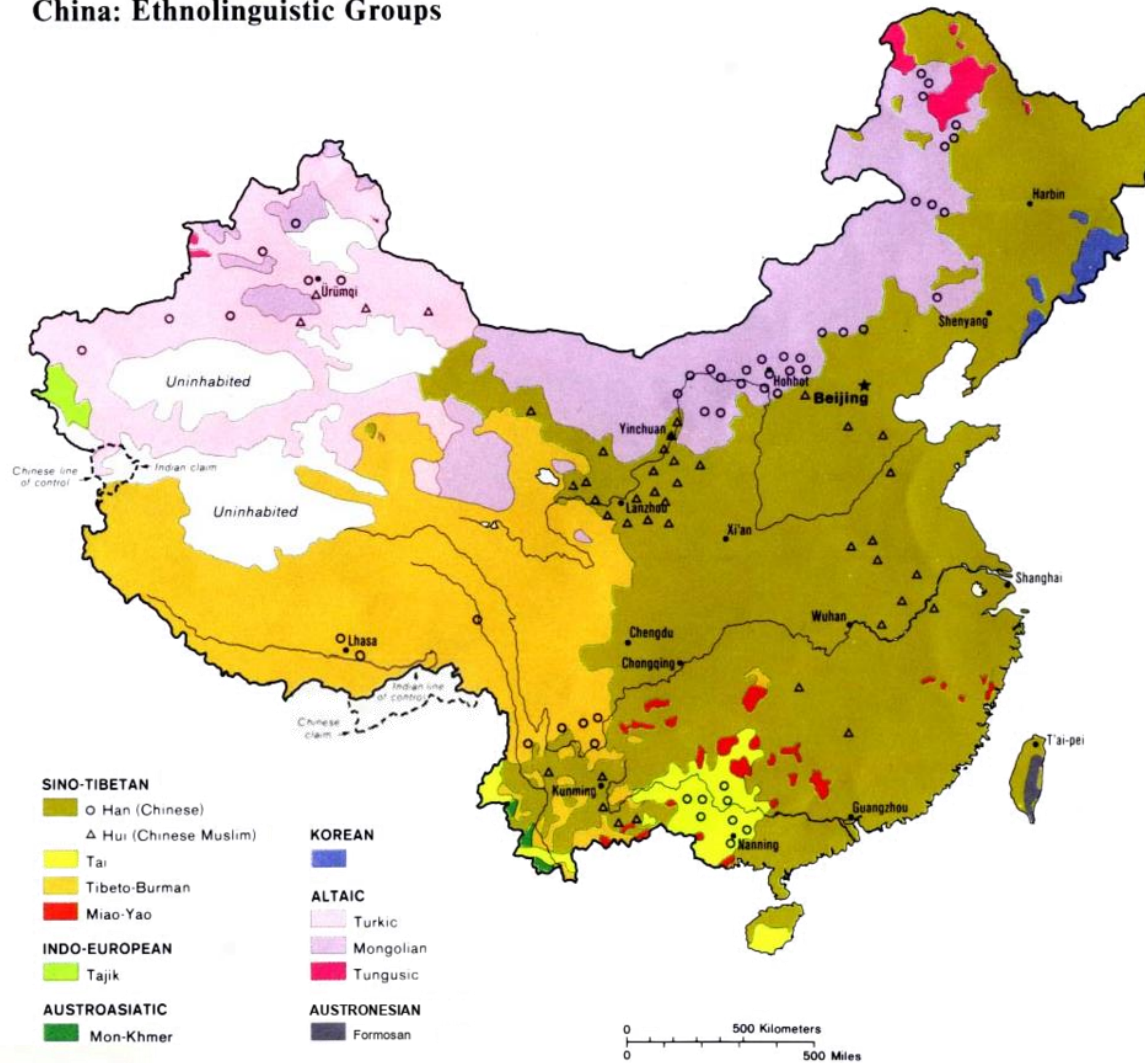 China: Ethnolinguistic Groups
Harbin
Ürümqi
Shenyang
Uninhabited
Hohhot
Beijing
Yinchuan
Chinese line
of control
Indian claim
Uninhabited
Lanzhou
Xi'an
Shanghai
Wuhan
Lhasa
Chengdu
Chongqing
Indian line
of control
Chinese
claim
T'ai-pei
Kunming
Guangzhou
Nanning
SINO-TIBETAN
Han (Chinese)
Hui (Chinese Muslim)
Tai
Tibeto-Burman
Miao-Yao
INDO-EUROPEAN
Tajik
AUSTROASIATIC
Mon-Khmer
KOREAN
ALTAIC
Turkic
Mongolian
Tungusic
AUSTRONESIAN
Formosan
0 500 Kilometers
0 500 Miles